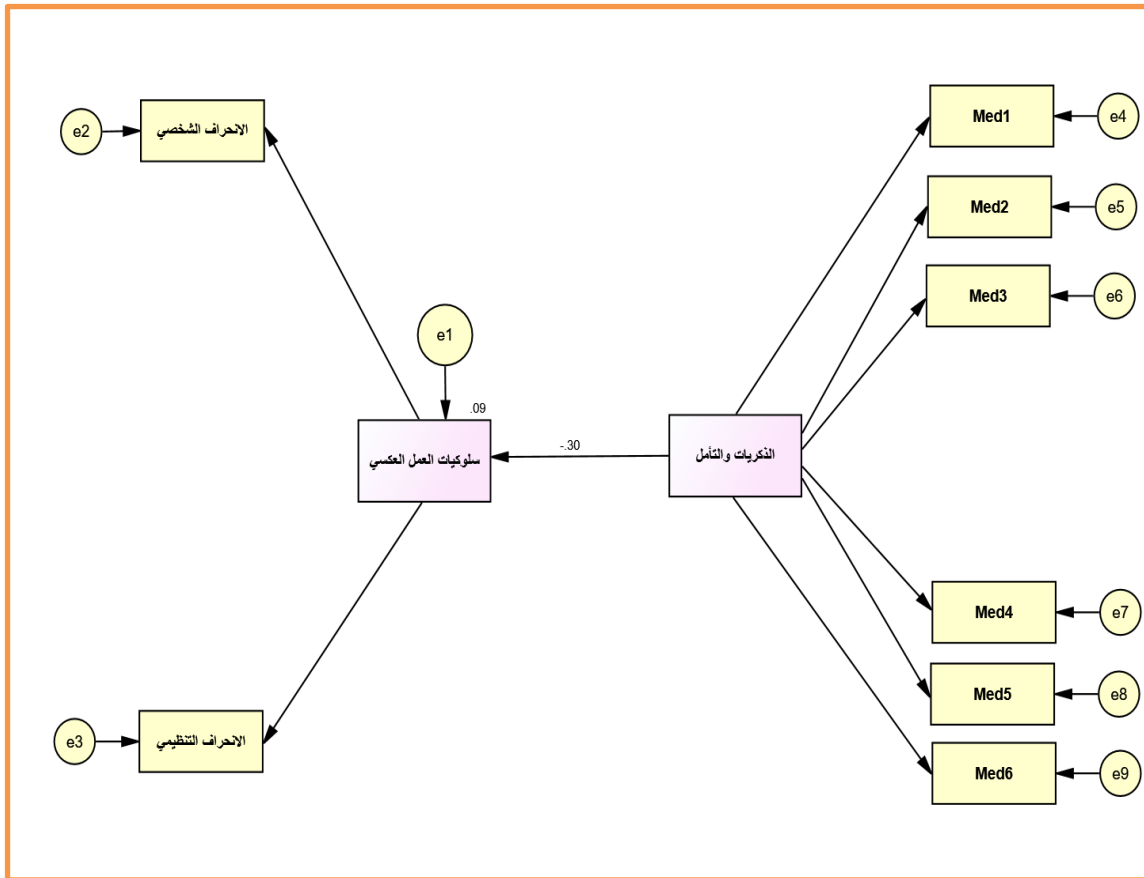 e2
الانحراف الشخصي
Med1
e4
Med2
e5
Med3
e6
e1
.09
سلوكيات العمل العكسي
-.30
الذكريات والتأمل
Med4
e7
Med5
e8
e3
الانحراف التنظيمي
Med6
e9